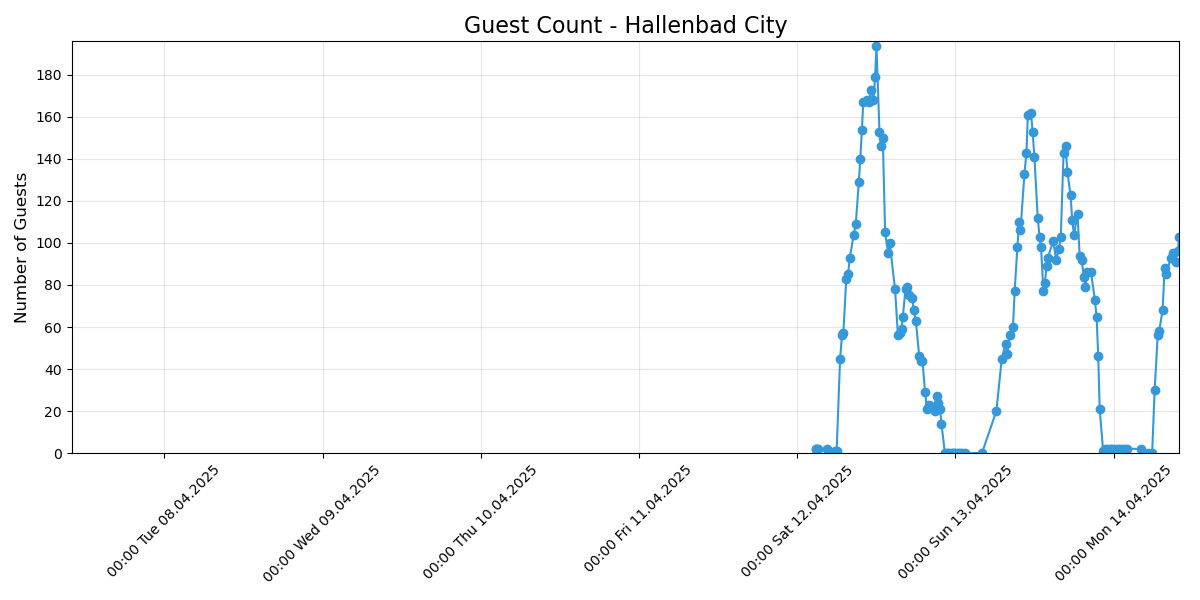 Guest Count - Hallenbad City
Number of Guests
180
160
140
120
100
80
60
40
20
0
00:00 Tue 08.04.2025
00:00 Wed 09.04.2025
00:00 Thu 10.04.2025
00:00 Fri 11.04.2025
00:00 Sat 12.04.2025
00:00 Sun 13.04.2025
00:00 Mon 14.04.2025